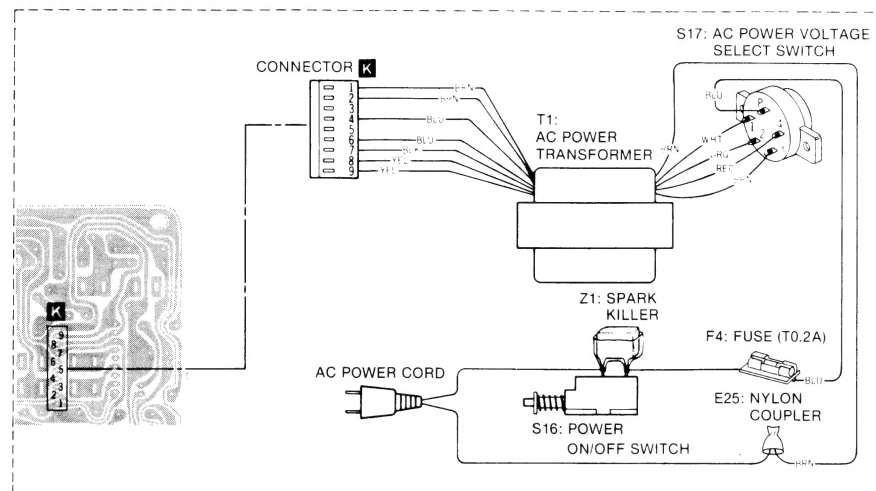 S17: AC POWER VOLTAGE
SELECT SWITCH
CONNECTOR K
1
2
3
4
5
6
7
8
9
BRN
BRN
BLU
BLU
BLK
YEL
YEL
T1:
AC POWER
TRANSFORMER
BRN
WHT
ORG
RED
BRN
BLU
P
1
2
4
K
9
8
7
6
5
4
3
2
1
Z1: SPARK
KILLER
F4: FUSE (T0.2A)
BLU
AC POWER CORD
E25: NYLON
COUPLER
S16: POWER
ON/OFF SWITCH
BRN